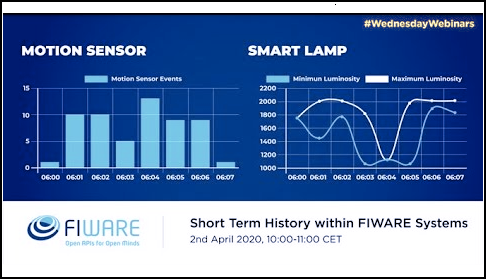 #WednesdayWebinars
MOTION SENSOR
Motion Sensor Events
15
10
5
0
06:00 06:01 06:02 06:03 06:04 06:05 06:06 06:07
SMART LAMP
Minimun Luminosity Maximum Luminosity
2200
2000
1800
1600
1400
1200
1000
06:00 06:01 06:02 06:03 06:04 06:05 06:06 06:07
FIWARE
Open APIs for Open Minds
Short Term History within FIWARE Systems
2nd April 2020, 10:00-11:00 CET